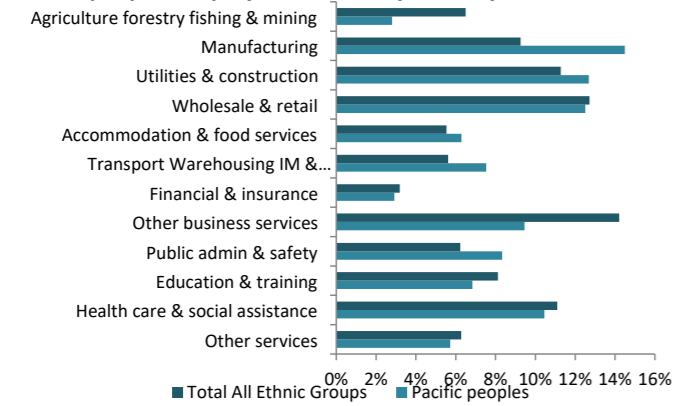 Agriculture forestry fishing & mining
Manufacturing
Utilities & construction
Wholesale & retail
Accommodation & food services
Transport Warehousing IM &...
Financial & insurance
Other business services
Public admin & safety
Education & training
Health care & social assistance
Other services
0% 2% 4% 6% 8% 10% 12% 14% 16%
Total All Ethnic Groups Pacific peoples